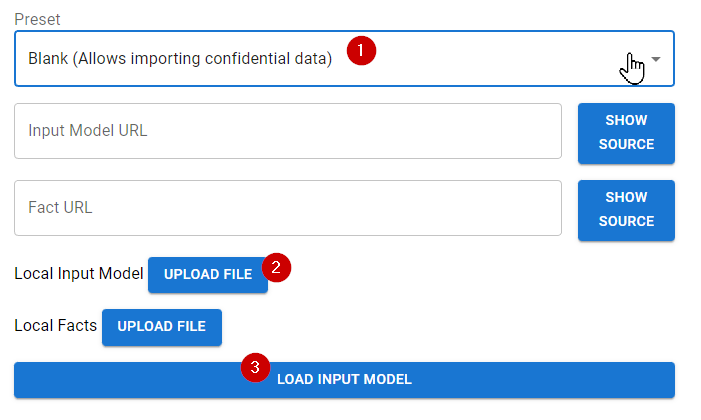 Preset
Blank (Allows importing confidential data) 1
Input Model URL
SHOW
SOURCE
Fact URL
SHOW
SOURCE
Local Input Model UPLOAD FILE 2
Local Facts UPLOAD FILE
3 LOAD INPUT MODEL